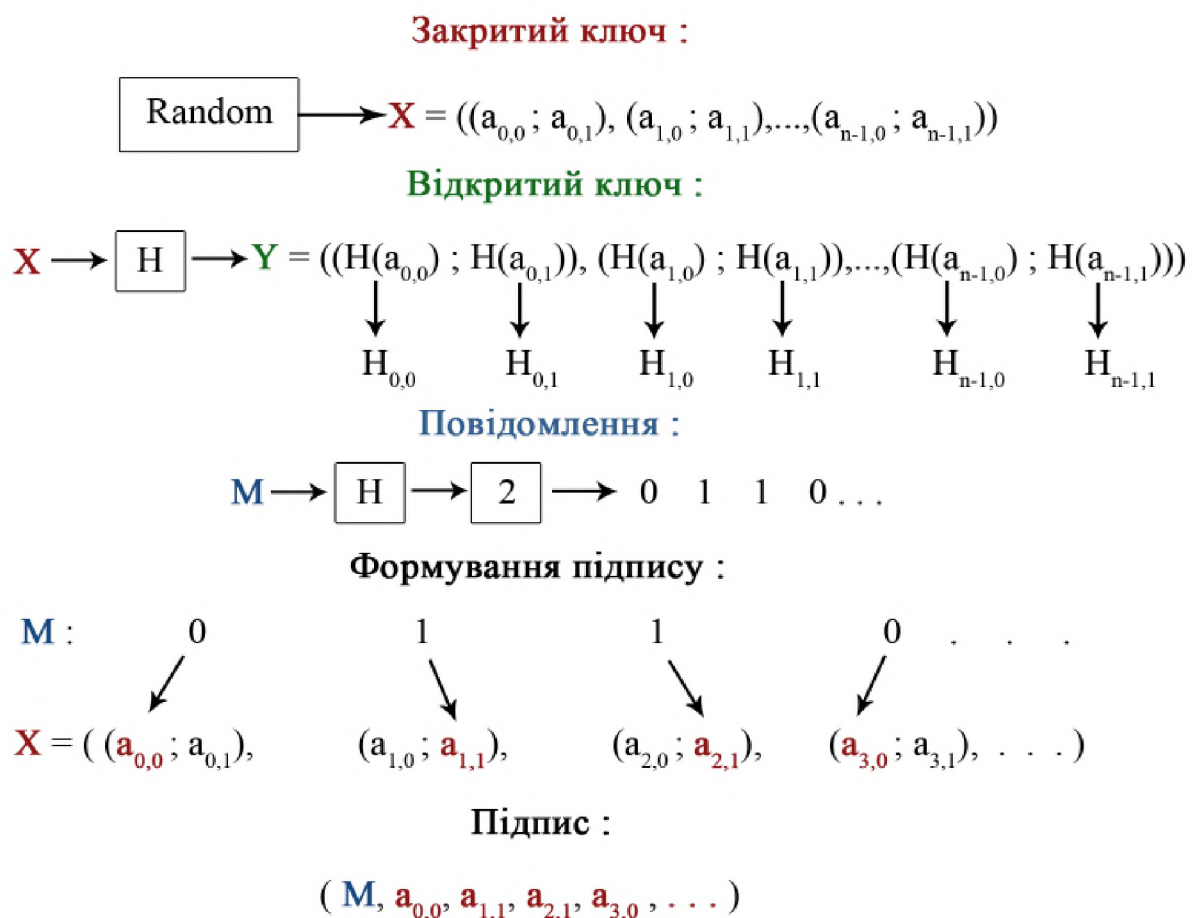 Закритий ключ :
Random X = ((a0,0 ; a0,1), (a1,0 ; a1,1),...,(an-1,0 ; an-1,1))
Відкритий ключ :
X H Y = ((H(a0,0) ; H(a0,1)), (H(a1,0) ; H(a1,1)),...,(H(an-1,0) ; H(an-1,1)))
H0,0 H0,1 H1,0 H1,1 Hn-1,0 Hn-1,1
Повідомлення :
M H 2 0 1 1 0 . . .
Формування підпису :
M : 0 1 1 0 . . .
X = ( (a0,0 ; a0,1), (a1,0 ; a1,1), (a2,0 ; a2,1), (a3,0 ; a3,1), . . . )
Підпис :
( M, a0,0, a1,1, a2,1, a3,0 , . . . )